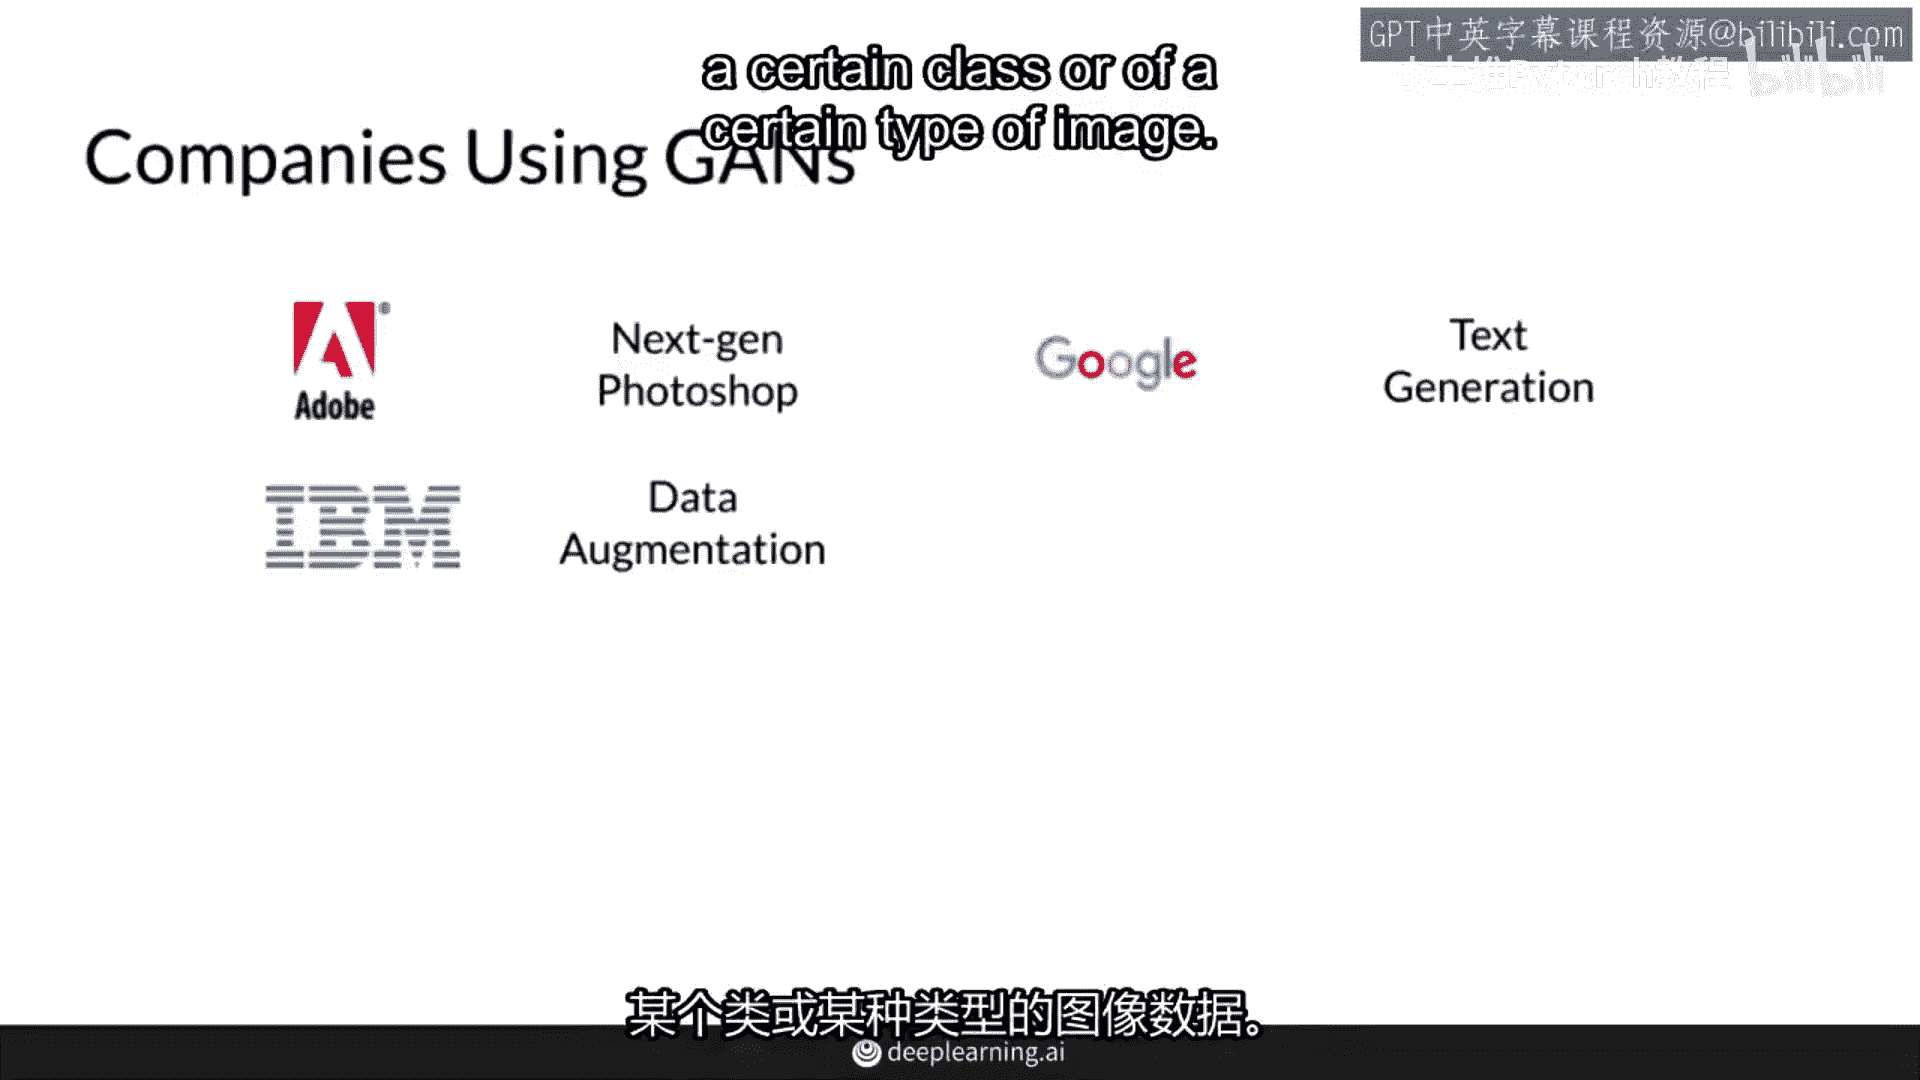 GPT中英字幕课程资源@bilibili.com
a certain class or of a
certain type of image.
bilibili
Companies Using GANs
Adobe
Next-gen
Photoshop
Google
Text
Generation
IBM
Data
Augmentation
某个类或某种类型的图像数据。
deeplearning.ai